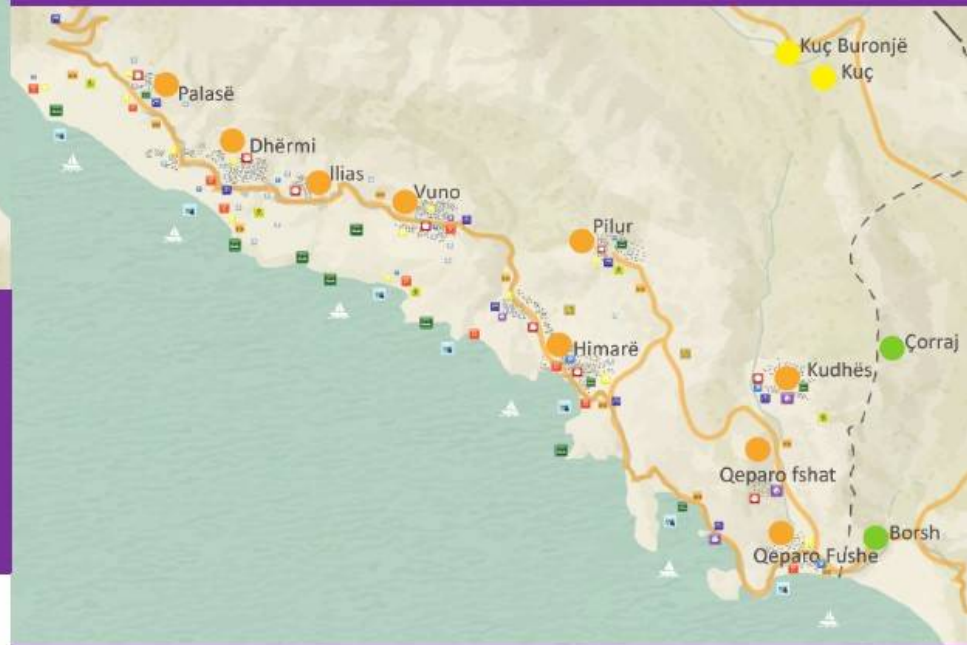 Kuç Buronjë
Kuç
Palasë
Dhërmi
Ilias
Vuno
Pilur
Himarë
Çorraj
Kudhës
Qeparo fshat
Borsh
Qeparo Fushe